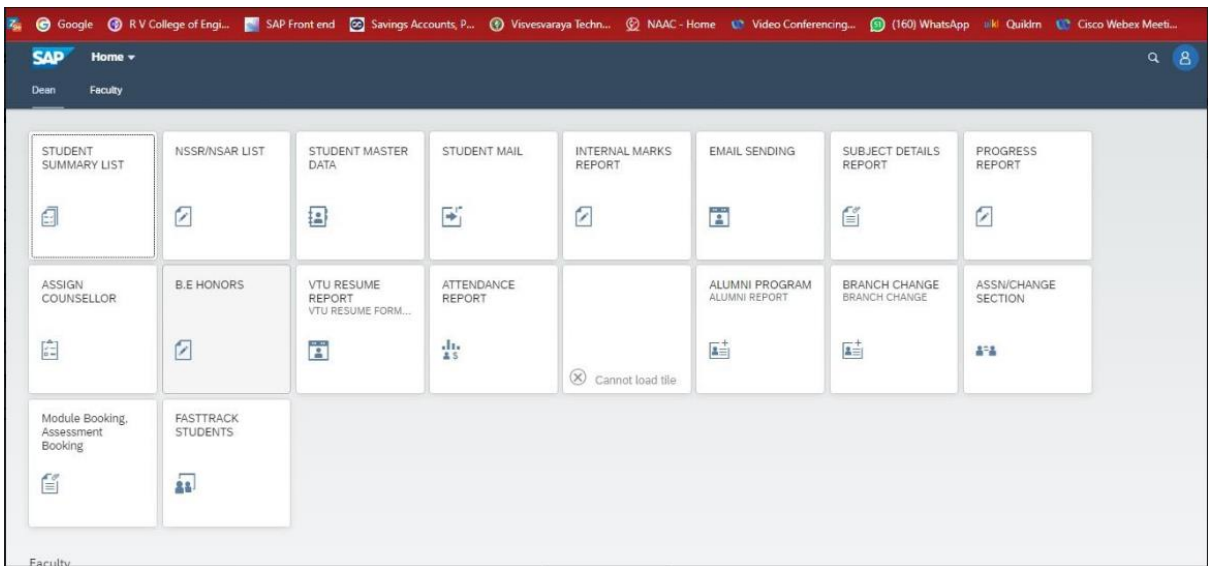 Google R V College of Engi... SAP Front end Savings Accounts, P... Visvesvaraya Techn... NAAC - Home Video Conferencing... (160) WhatsApp Quiklrn Cisco Webex Meeti...
SAP Home
Dean Faculty
STUDENT
SUMMARY LIST
NSSR/NSAR LIST
STUDENT MASTER
DATA
STUDENT MAIL
INTERNAL MARKS
REPORT
EMAIL SENDING
SUBJECT DETAILS
REPORT
PROGRESS
REPORT
ASSIGN
COUNSELLOR
B.E HONORS
VTU RESUME
REPORT
VTU RESUME FORM...
ATTENDANCE
REPORT
Cannot load tile
ALUMNI PROGRAM
ALUMNI REPORT
BRANCH CHANGE
BRANCH CHANGE
ASSN/CHANGE
SECTION
Module Booking,
Assessment
Booking
FASTTRACK
STUDENTS
Faculty